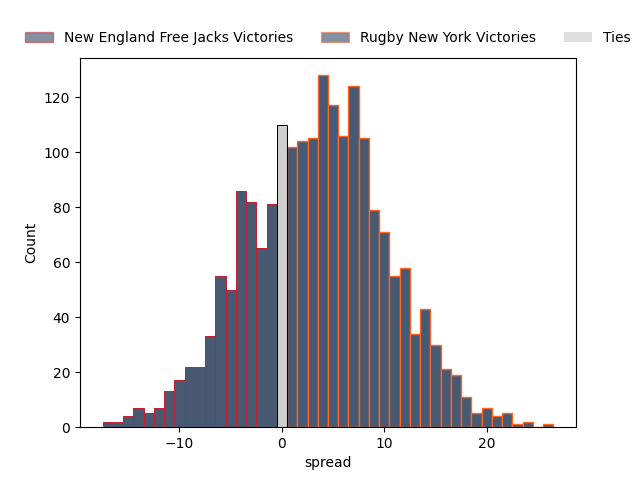 New England Free Jacks Victories Rugby New York Victories Ties
120
100
80
60
40
20
0
Count
−10 0 10 20
spread